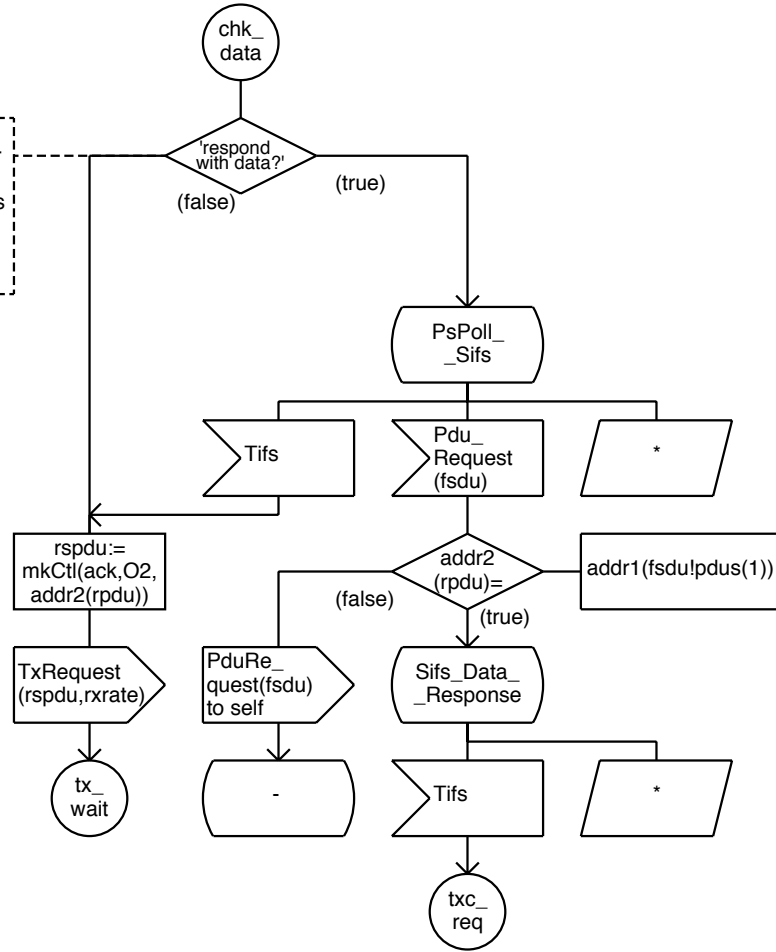 chk_
data
'respond
with data?'
s
(false)
(true)
PsPoll_
_Sifs
Tifs
Pdu_
Request
(fsdu)
*
rspdu:=
mkCtl(ack,O2,
addr2(rpdu))
addr2
(rpdu)=
addr1(fsdu!pdus(1))
(false)
(true)
TxRequest
(rspdu,rxrate)
PduRe_
quest(fsdu)
to self
Sifs_Data_
_Response
tx_
wait
-
Tifs
*
txc_
req